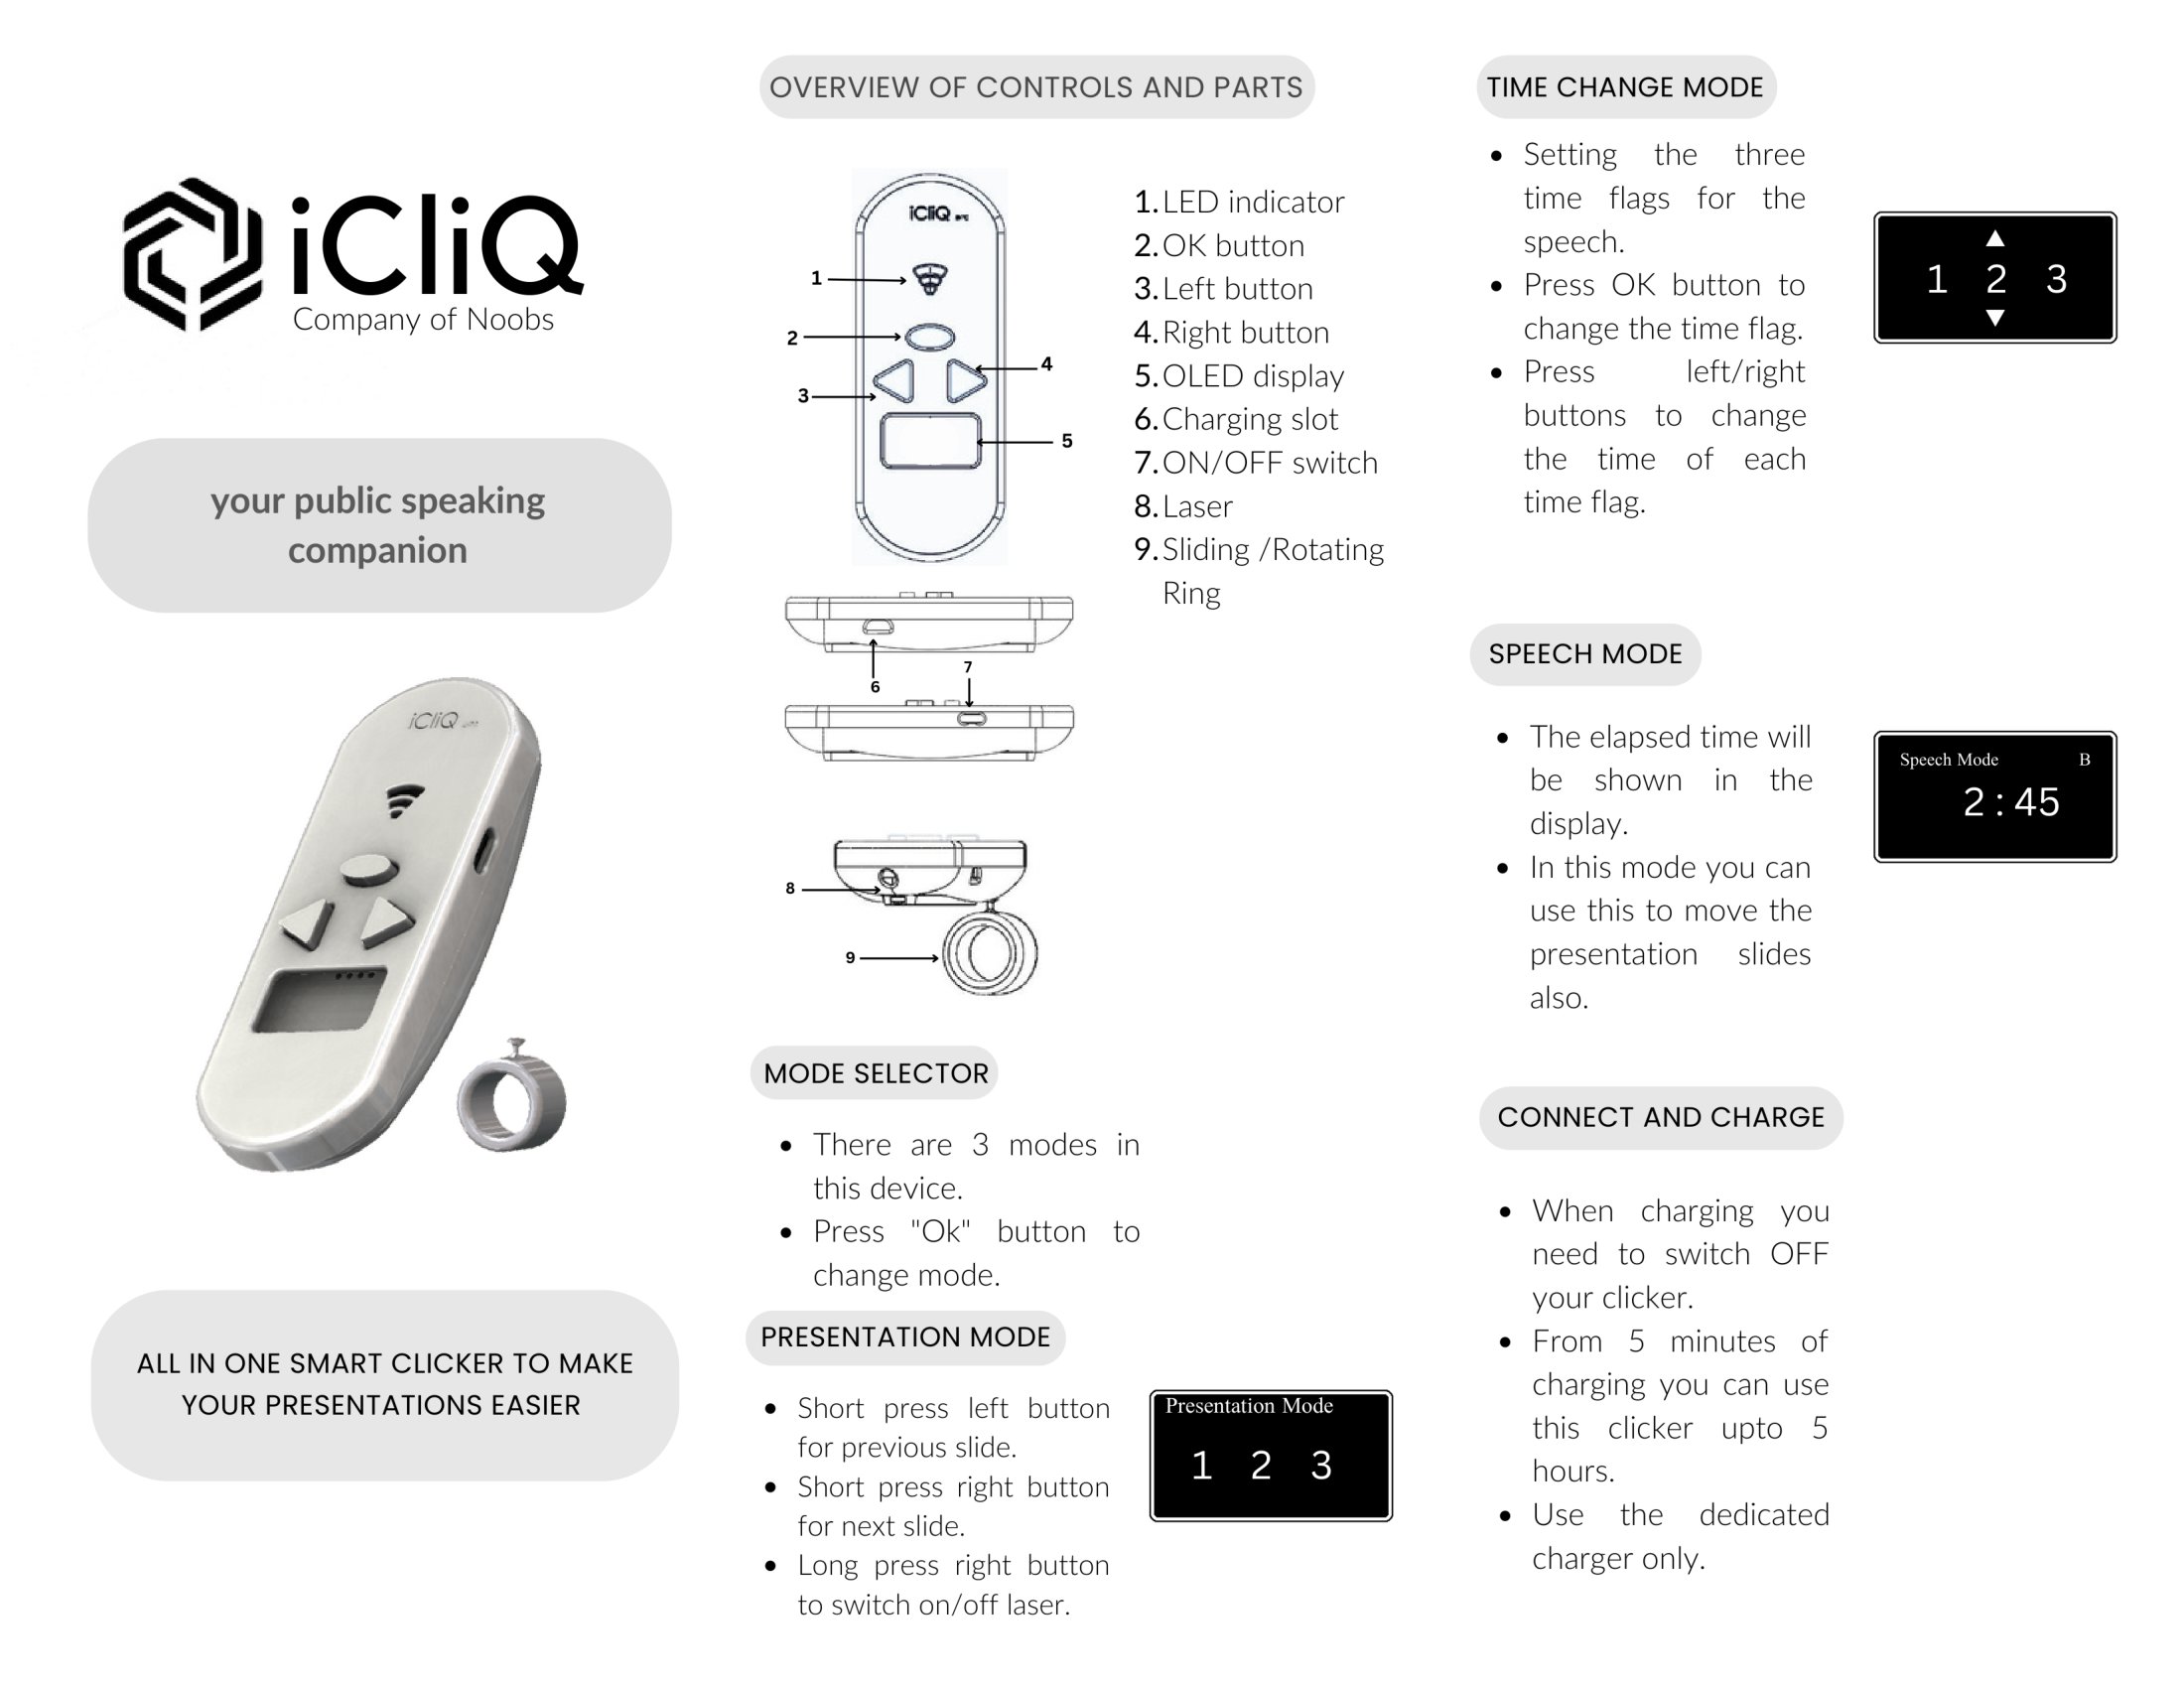 iCliQ
Company of Noobs
your public speaking
companion
iCliQ
ALL IN ONE SMART CLICKER TO MAKE
YOUR PRESENTATIONS EASIER
OVERVIEW OF CONTROLS AND PARTS
iCliQ
1
2
3
4
5
6
7
8
9
1. LED indicator
2. OK button
3. Left button
4. Right button
5. OLED display
6. Charging slot
7. ON/OFF switch
8. Laser
9. Sliding /Rotating
Ring
MODE SELECTOR
• There are 3 modes in
this device.
• Press "Ok" button to
change mode.
PRESENTATION MODE
• Short press left button
for previous slide.
• Short press right button
for next slide.
• Long press right button
to switch on/off laser.
Presentation Mode
1 2 3
TIME CHANGE MODE
• Setting the three
time flags for the
speech.
• Press OK button to
change the time flag.
• Press left/right
buttons to change
the time of each
time flag.
▲
1 2 3
▼
SPEECH MODE
• The elapsed time will
be shown in the
display.
• In this mode you can
use this to move the
presentation slides
also.
Speech Mode B
2 : 45
CONNECT AND CHARGE
• When charging you
need to switch OFF
your clicker.
• From 5 minutes of
charging you can use
this clicker upto 5
hours.
• Use the dedicated
charger only.